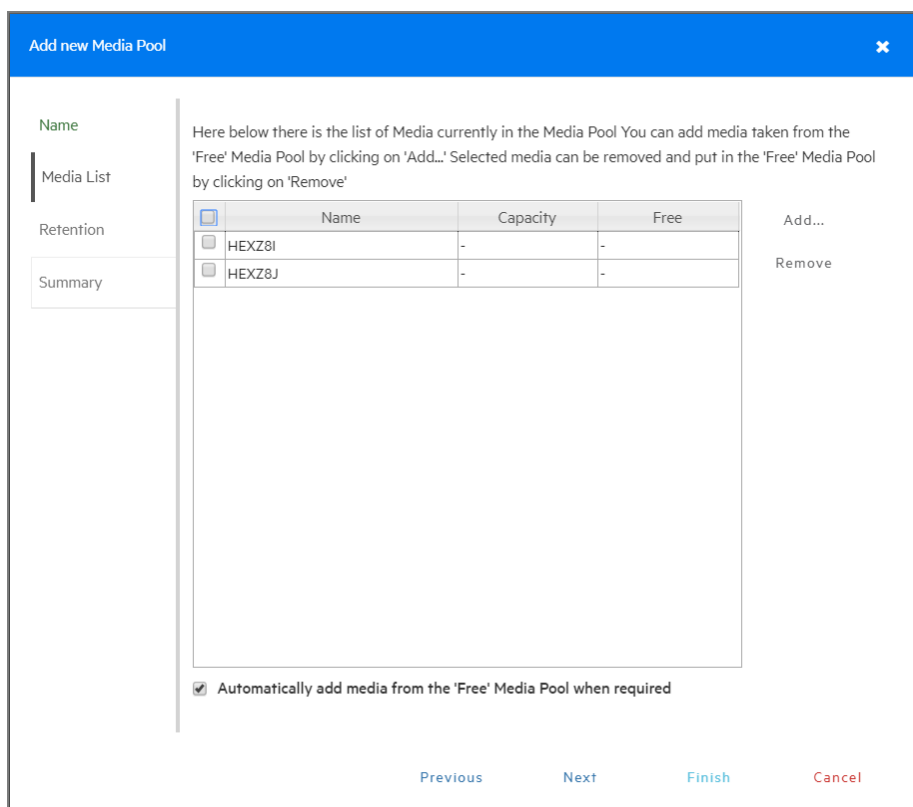 Add new Media Pool
Name
Media List
Retention
Summary
Here below there is the list of Media currently in the Media Pool You can add media taken from the
'Free' Media Pool by clicking on 'Add...' Selected media can be removed and put in the 'Free' Media Pool
by clicking on 'Remove'
Name Capacity Free
HEXZ8I - -
HEXZ8J - -
Add...
Remove
Automatically add media from the 'Free' Media Pool when required
Previous Next Finish Cancel